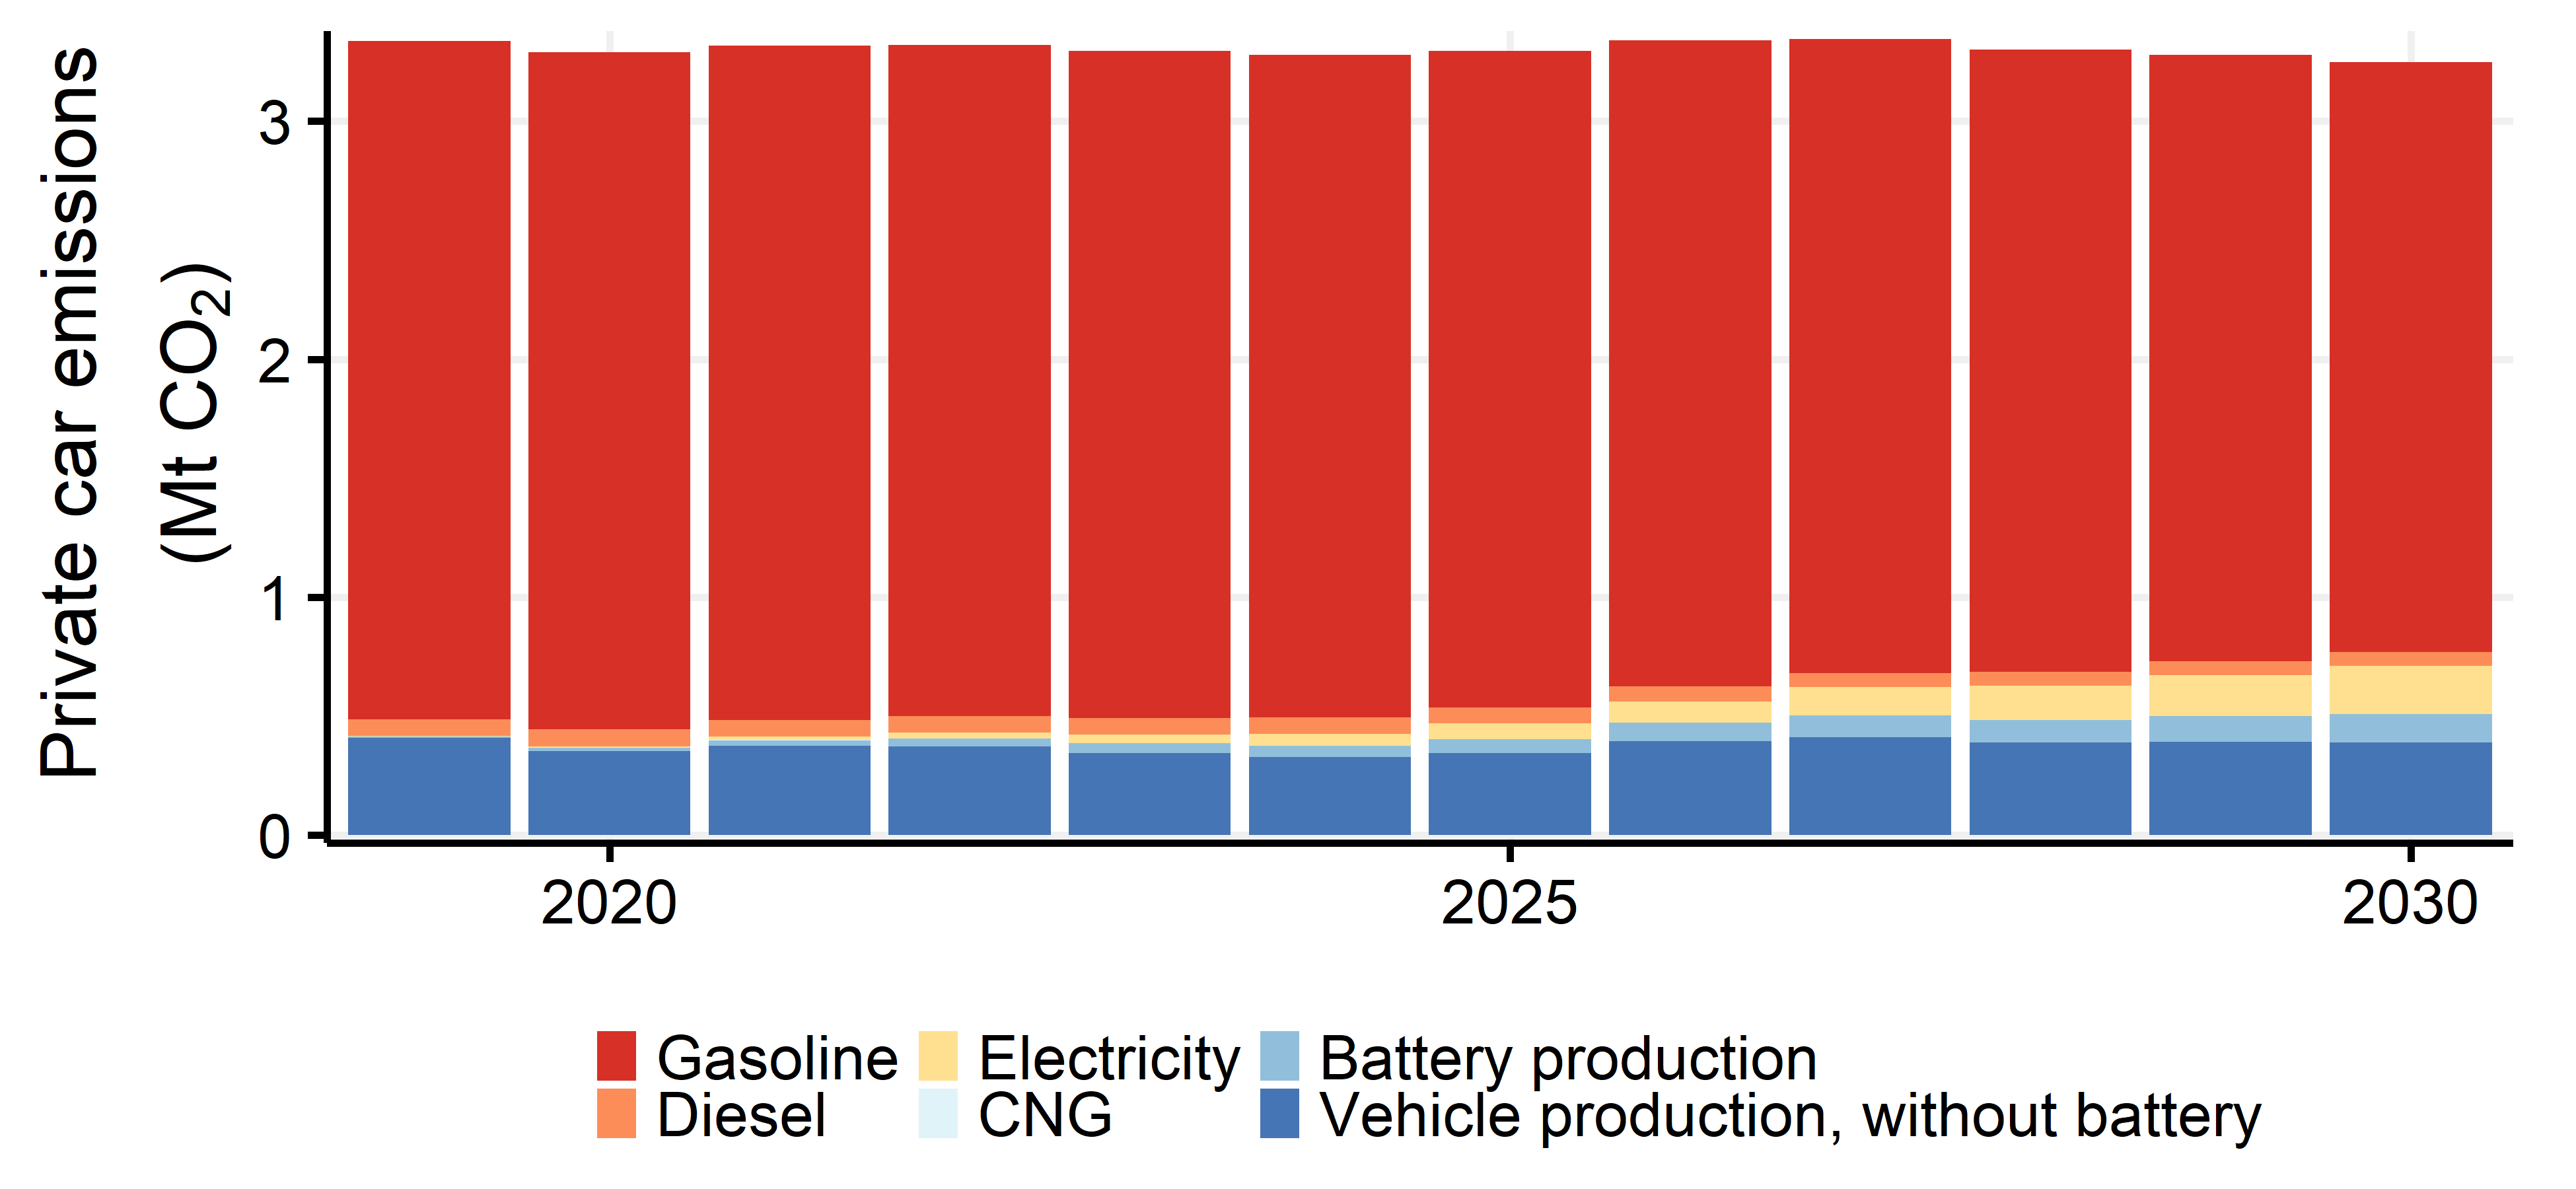 Private car emissions
(Mt CO₂)
3
2
1
0
2020
2025
2030
Gasoline
Electricity
Battery production
Diesel
CNG
Vehicle production, without battery